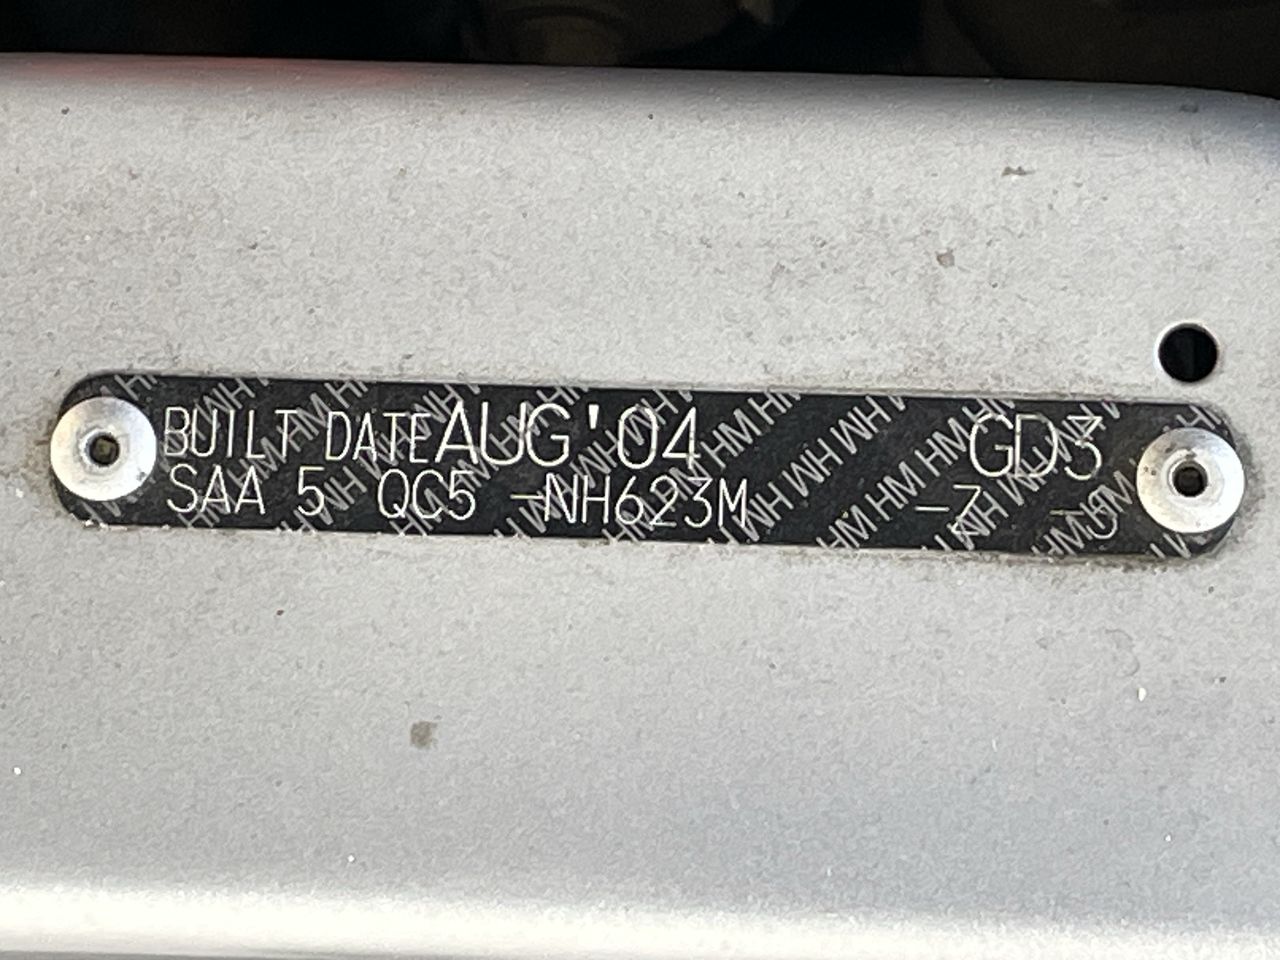 BUILT DATE AUG'04 GD3
SAA 5 QC5 -NH623M -Z -S